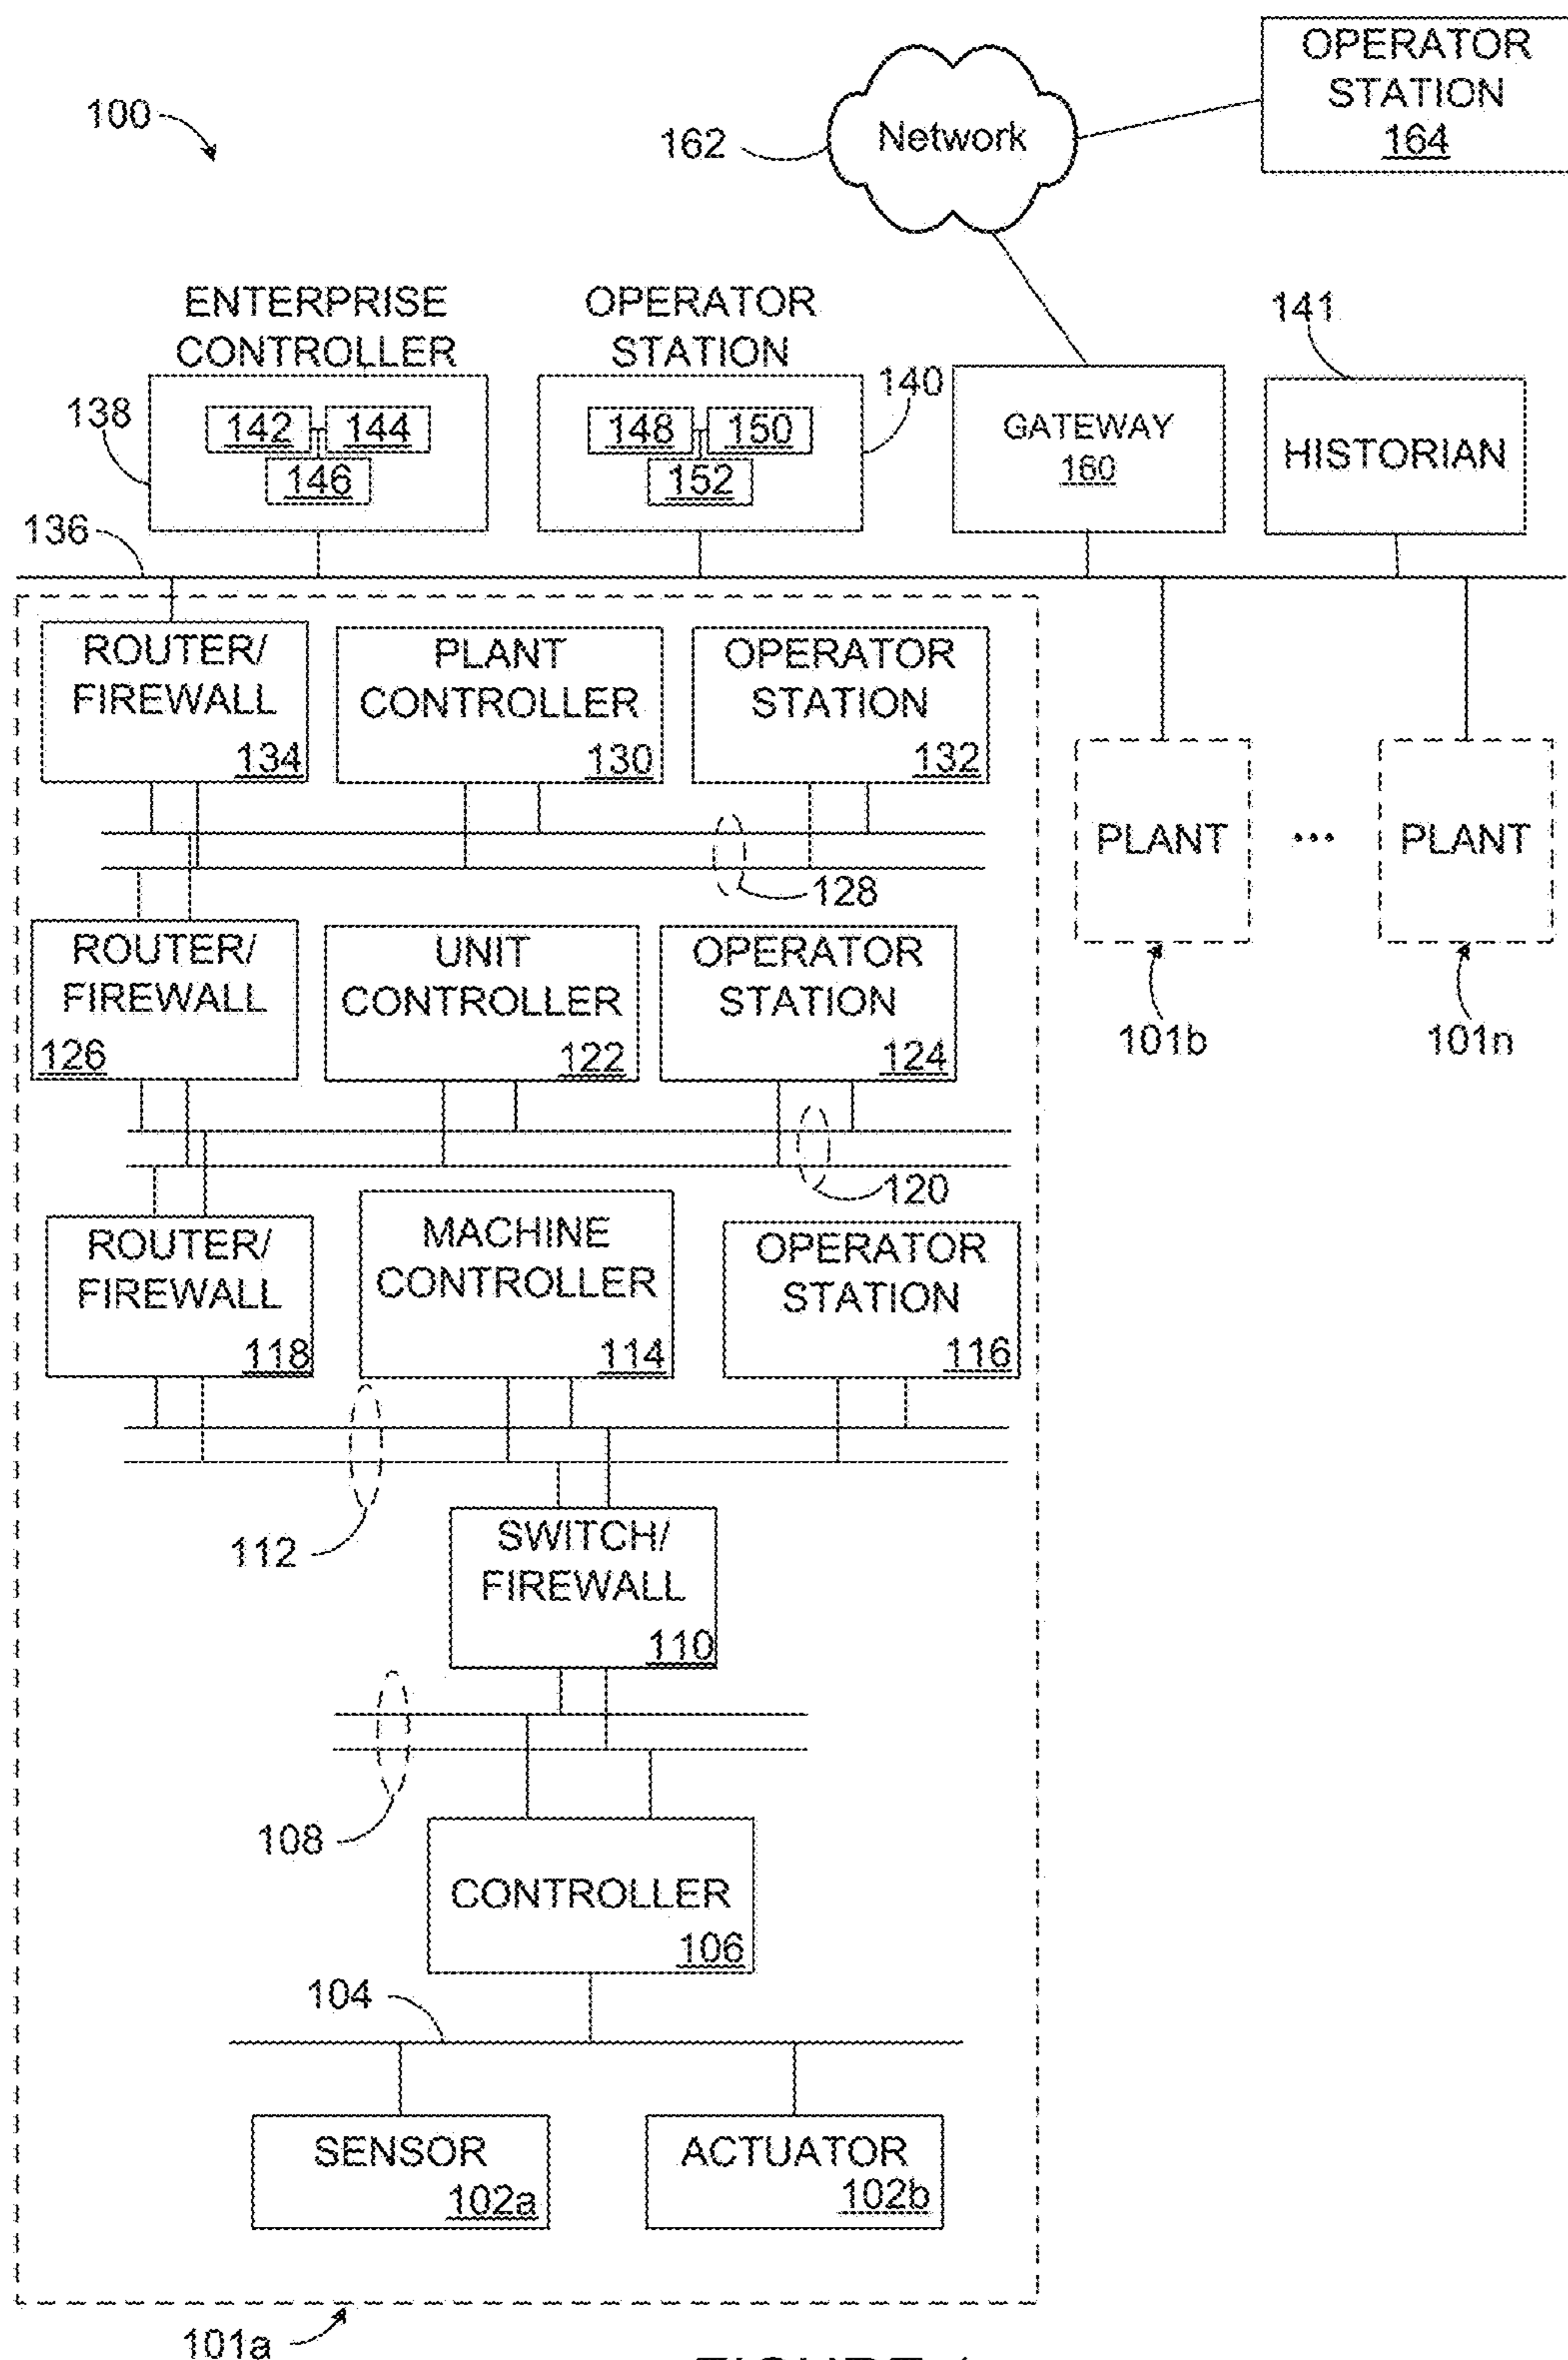 100
162
Network
OPERATOR
STATION
164
ENTERPRISE
CONTROLLER
138
142
144
146
OPERATOR
STATION
140
148
150
152
GATEWAY
160
141
HISTORIAN
136
ROUTER/
FIREWALL
134
PLANT
CONTROLLER
130
OPERATOR
STATION
132
128
PLANT
...
PLANT
101b
101n
ROUTER/
FIREWALL
126
UNIT
CONTROLLER
122
OPERATOR
STATION
124
120
ROUTER/
FIREWALL
118
MACHINE
CONTROLLER
114
OPERATOR
STATION
116
112
SWITCH/
FIREWALL
110
108
CONTROLLER
106
104
SENSOR
102a
ACTUATOR
102b
101a